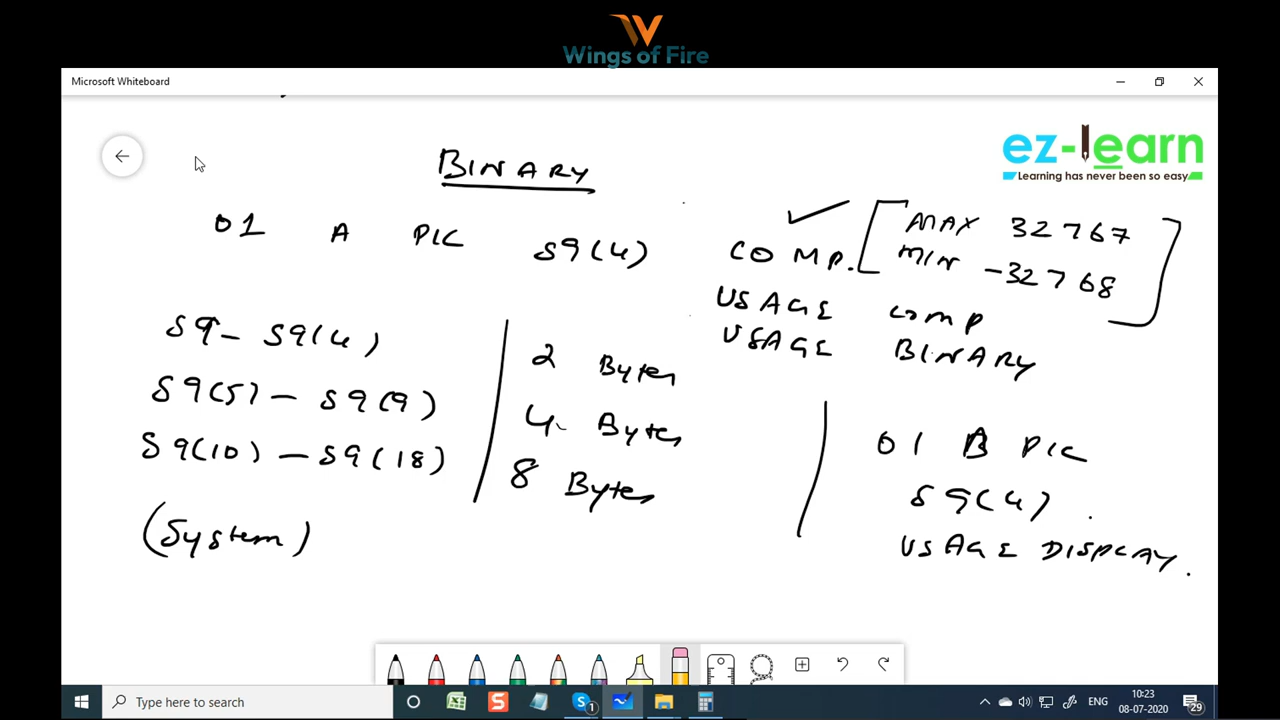 Wings of Fire
Microsoft Whiteboard
ez-learn
Learning has never been so easy
BINARY
01 A PIC S9(4) COMP. [MAX 32767
MIN -32768]
USAGE COMP
USAGE BINARY
S9 - S9(4) | 2 Bytes
S9(5) - S9(9) | 4 Bytes
S9(10) - S9(18) | 8 Bytes
(System)
01 B PIC
S9(4)
USAGE DISPLAY.
Type here to search
1
ENG
10:23
08-07-2020
29